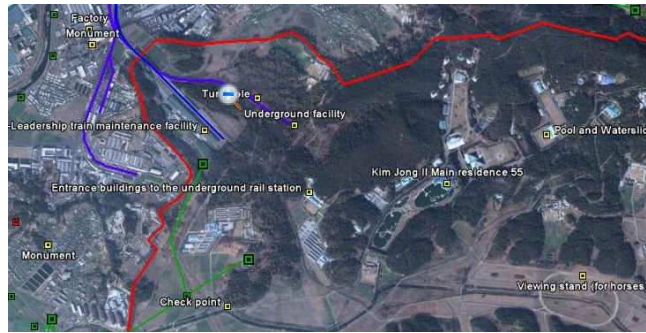 Factory
Monument
Underground facility
-Leadership train maintenance facility
Pool and Waterslid
Kim Jong Il Main residence 55
Entrance buildings to the underground rail station
Monument
Viewing stand (for horses
Check point